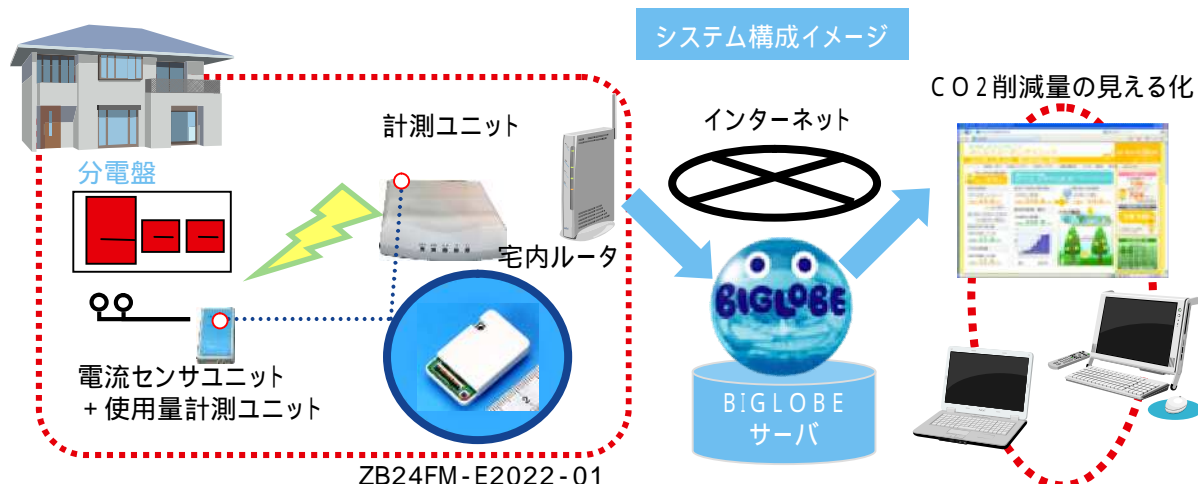 システム構成イメージ
CO2削減量の見える化
計測ユニット
インターネット
分電盤
宅内ルータ
BIGLOBE
電流センサユニット
+使用量計測ユニット
BIGLOBE
サーバ
ZB24FM-E2022-01